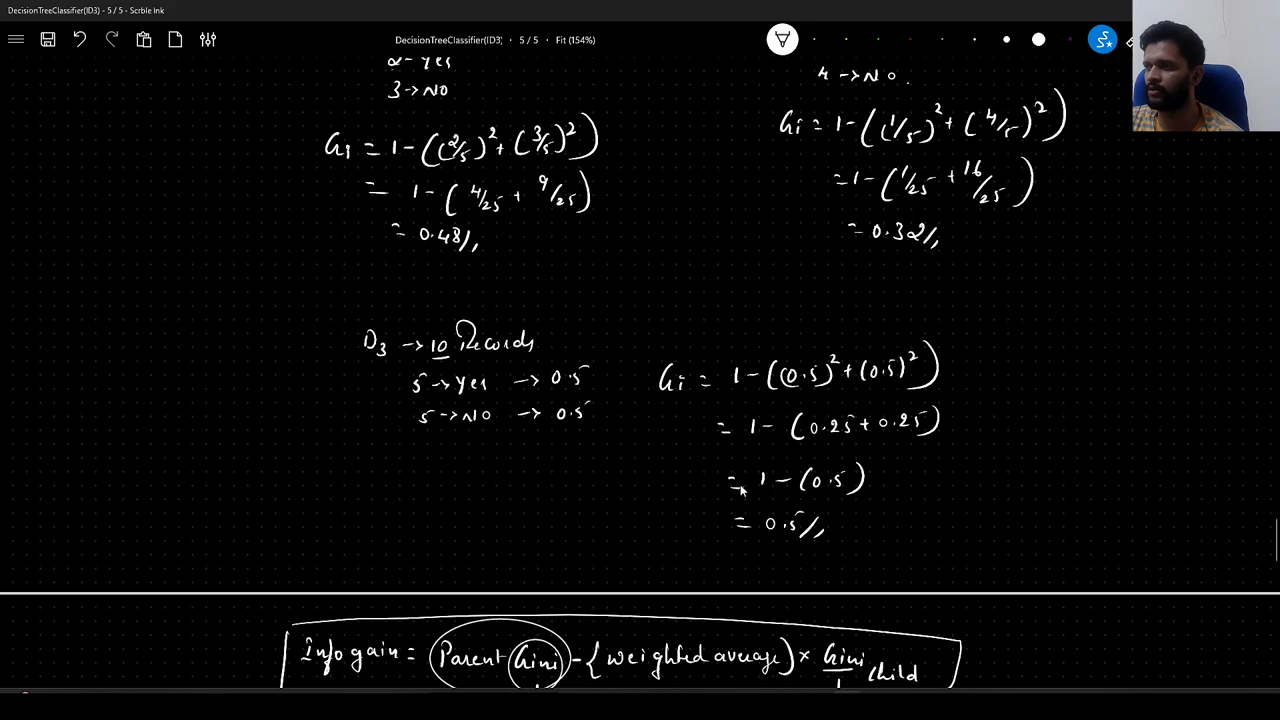 DecisionTreeClassifier(ID3) - 5 / 5 - Scrble Ink
DecisionTreeClassifier(ID3) • 5 / 5 • Fit (154%)
2 - Yes
3 → NO
Gi = 1 - ((2/5)² + (3/5)²)
= 1 - (4/25 + 9/25)
= 0.48//,
4 → NO.
Gi = 1 - ((1/5)² + (4/5)²)
= 1 - (1/25 + 16/25)
= 0.32//,
D3 → 10 Records
5 → Yes → 0.5
5 → NO → 0.5
Gi = 1 - ((0.5)² + (0.5)²)
= 1 - (0.25 + 0.25)
= 1 - (0.5)
= 0.5//,
Info gain = Parent Gini - {weighted average} × Gini child